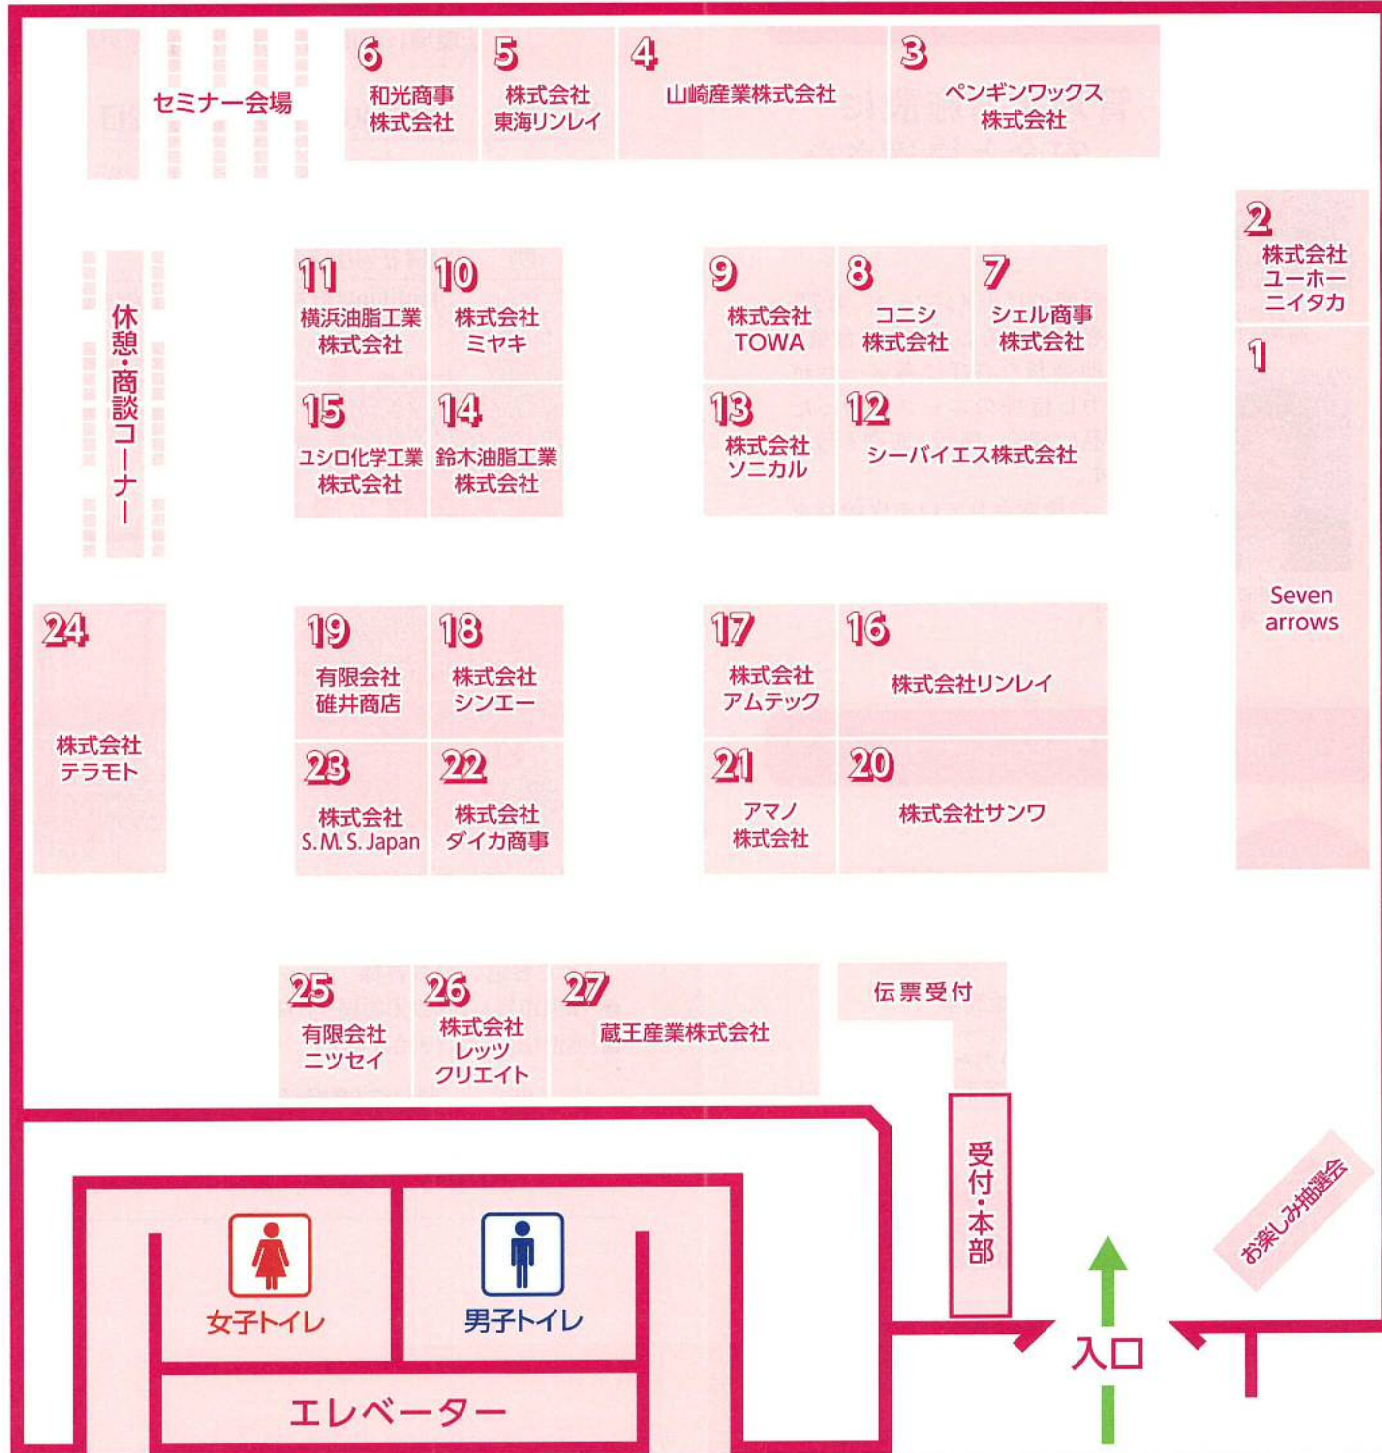 セミナー会場
6
和光商事
株式会社
5
株式会社
東海リンレイ
4
山崎産業株式会社
3
ペンギンワックス
株式会社
2
株式会社
ユーホー
ニイタカ
1
Seven
arrows
休憩・商談コーナー
11
横浜油脂工業
株式会社
10
株式会社
ミヤキ
9
株式会社
TOWA
8
コニシ
株式会社
7
シェル商事
株式会社
15
ユシロ化学工業
株式会社
14
鈴木油脂工業
株式会社
13
株式会社
ソニカル
12
シーバイエス株式会社
24
株式会社
テラモト
19
有限会社
碓井商店
18
株式会社
シンエー
17
株式会社
アムテック
16
株式会社リンレイ
23
株式会社
S.M.S.Japan
22
株式会社
ダイカ商事
21
アマノ
株式会社
20
株式会社サンワ
25
有限会社
ニツセイ
26
株式会社
レッツ
クリエイト
27
蔵王産業株式会社
伝票受付
受付・本部
お楽しみ抽選会
女子トイレ
男子トイレ
エレベーター
入口